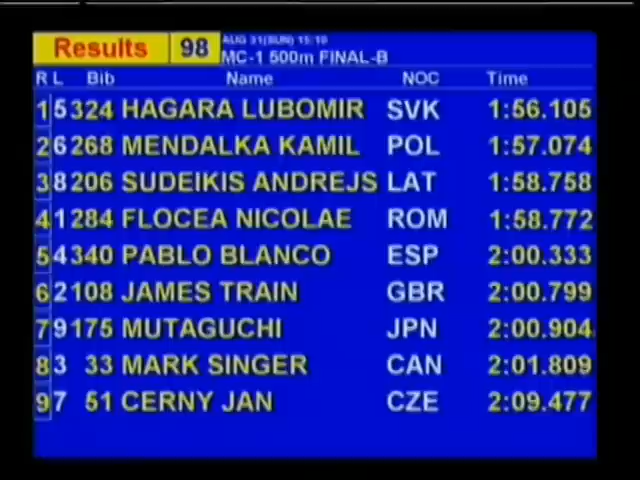 Results 98 AUG 31(SUN) 15:10
MC-1 500m FINAL-B
R L Bib Name NOC Time
1 5 324 HAGARA LUBOMIR SVK 1:56.105
2 6 268 MENDALKA KAMIL POL 1:57.074
3 8 206 SUDEIKIS ANDREJS LAT 1:58.758
4 1 284 FLOCEA NICOLAE ROM 1:58.772
5 4 340 PABLO BLANCO ESP 2:00.333
6 2 108 JAMES TRAIN GBR 2:00.799
7 9 175 MUTAGUCHI JPN 2:00.904
8 3 33 MARK SINGER CAN 2:01.809
9 7 51 CERNY JAN CZE 2:09.477